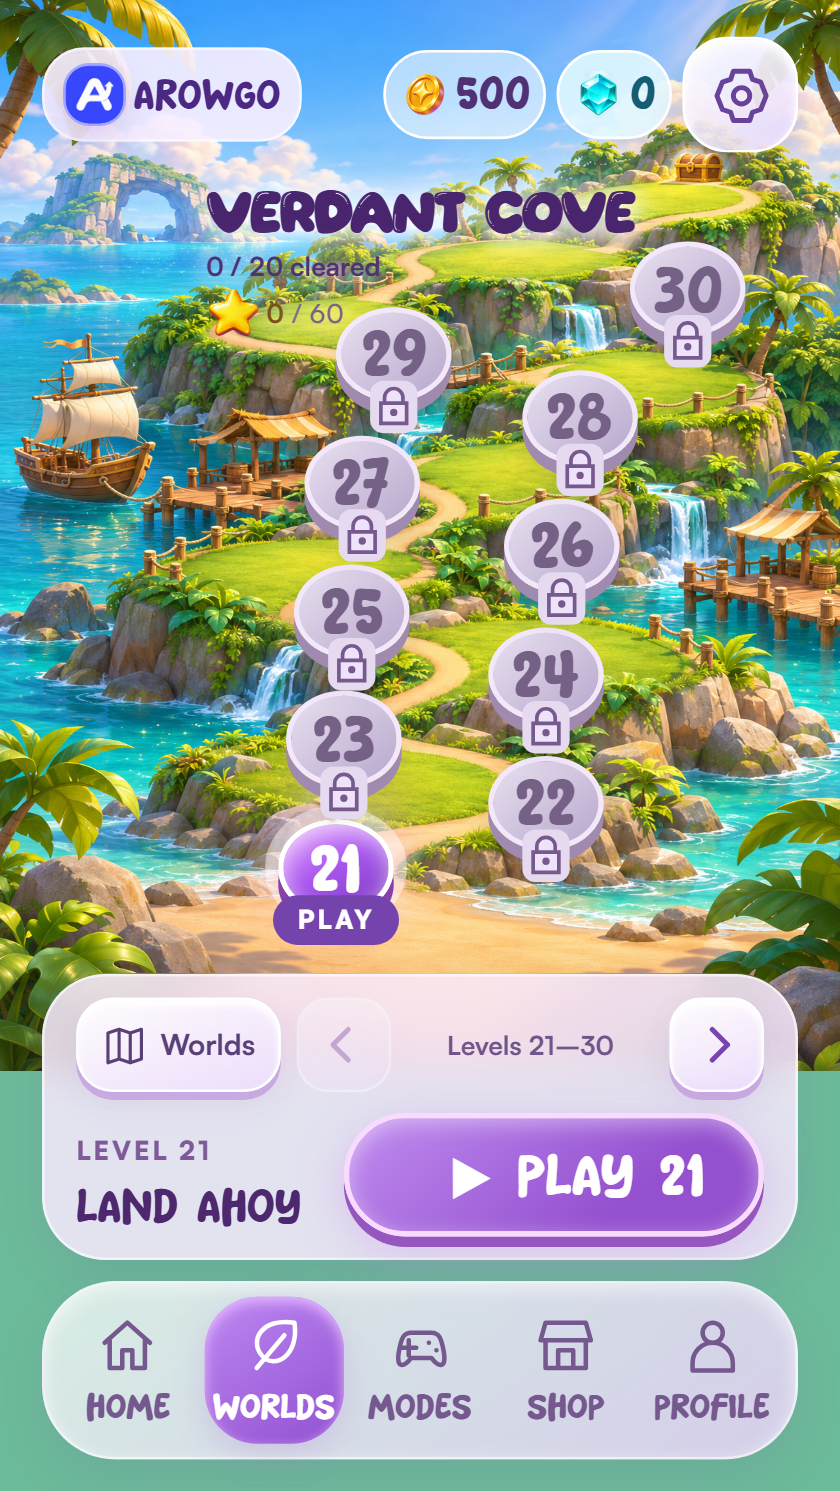 AROWGO
500
0
VERDANT COVE
0 / 20 cleared
0 / 60
30
29
28
27
26
25
24
23
22
21
PLAY
Worlds
Levels 21—30
LEVEL 21
LAND AHOY
PLAY 21
HOME
WORLDS
MODES
SHOP
PROFILE